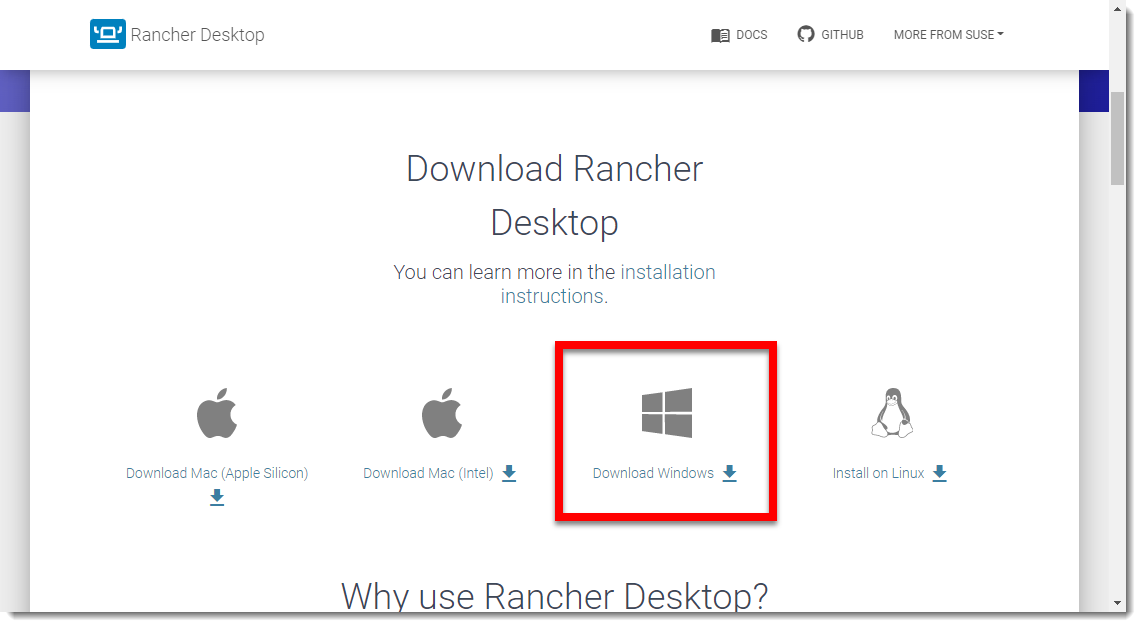 Rancher Desktop
DOCS
GITHUB
MORE FROM SUSE
Download Rancher
Desktop
You can learn more in the installation
instructions.
Download Mac (Apple Silicon)
Download Mac (Intel)
Download Windows
Install on Linux
Why use Rancher Desktop?